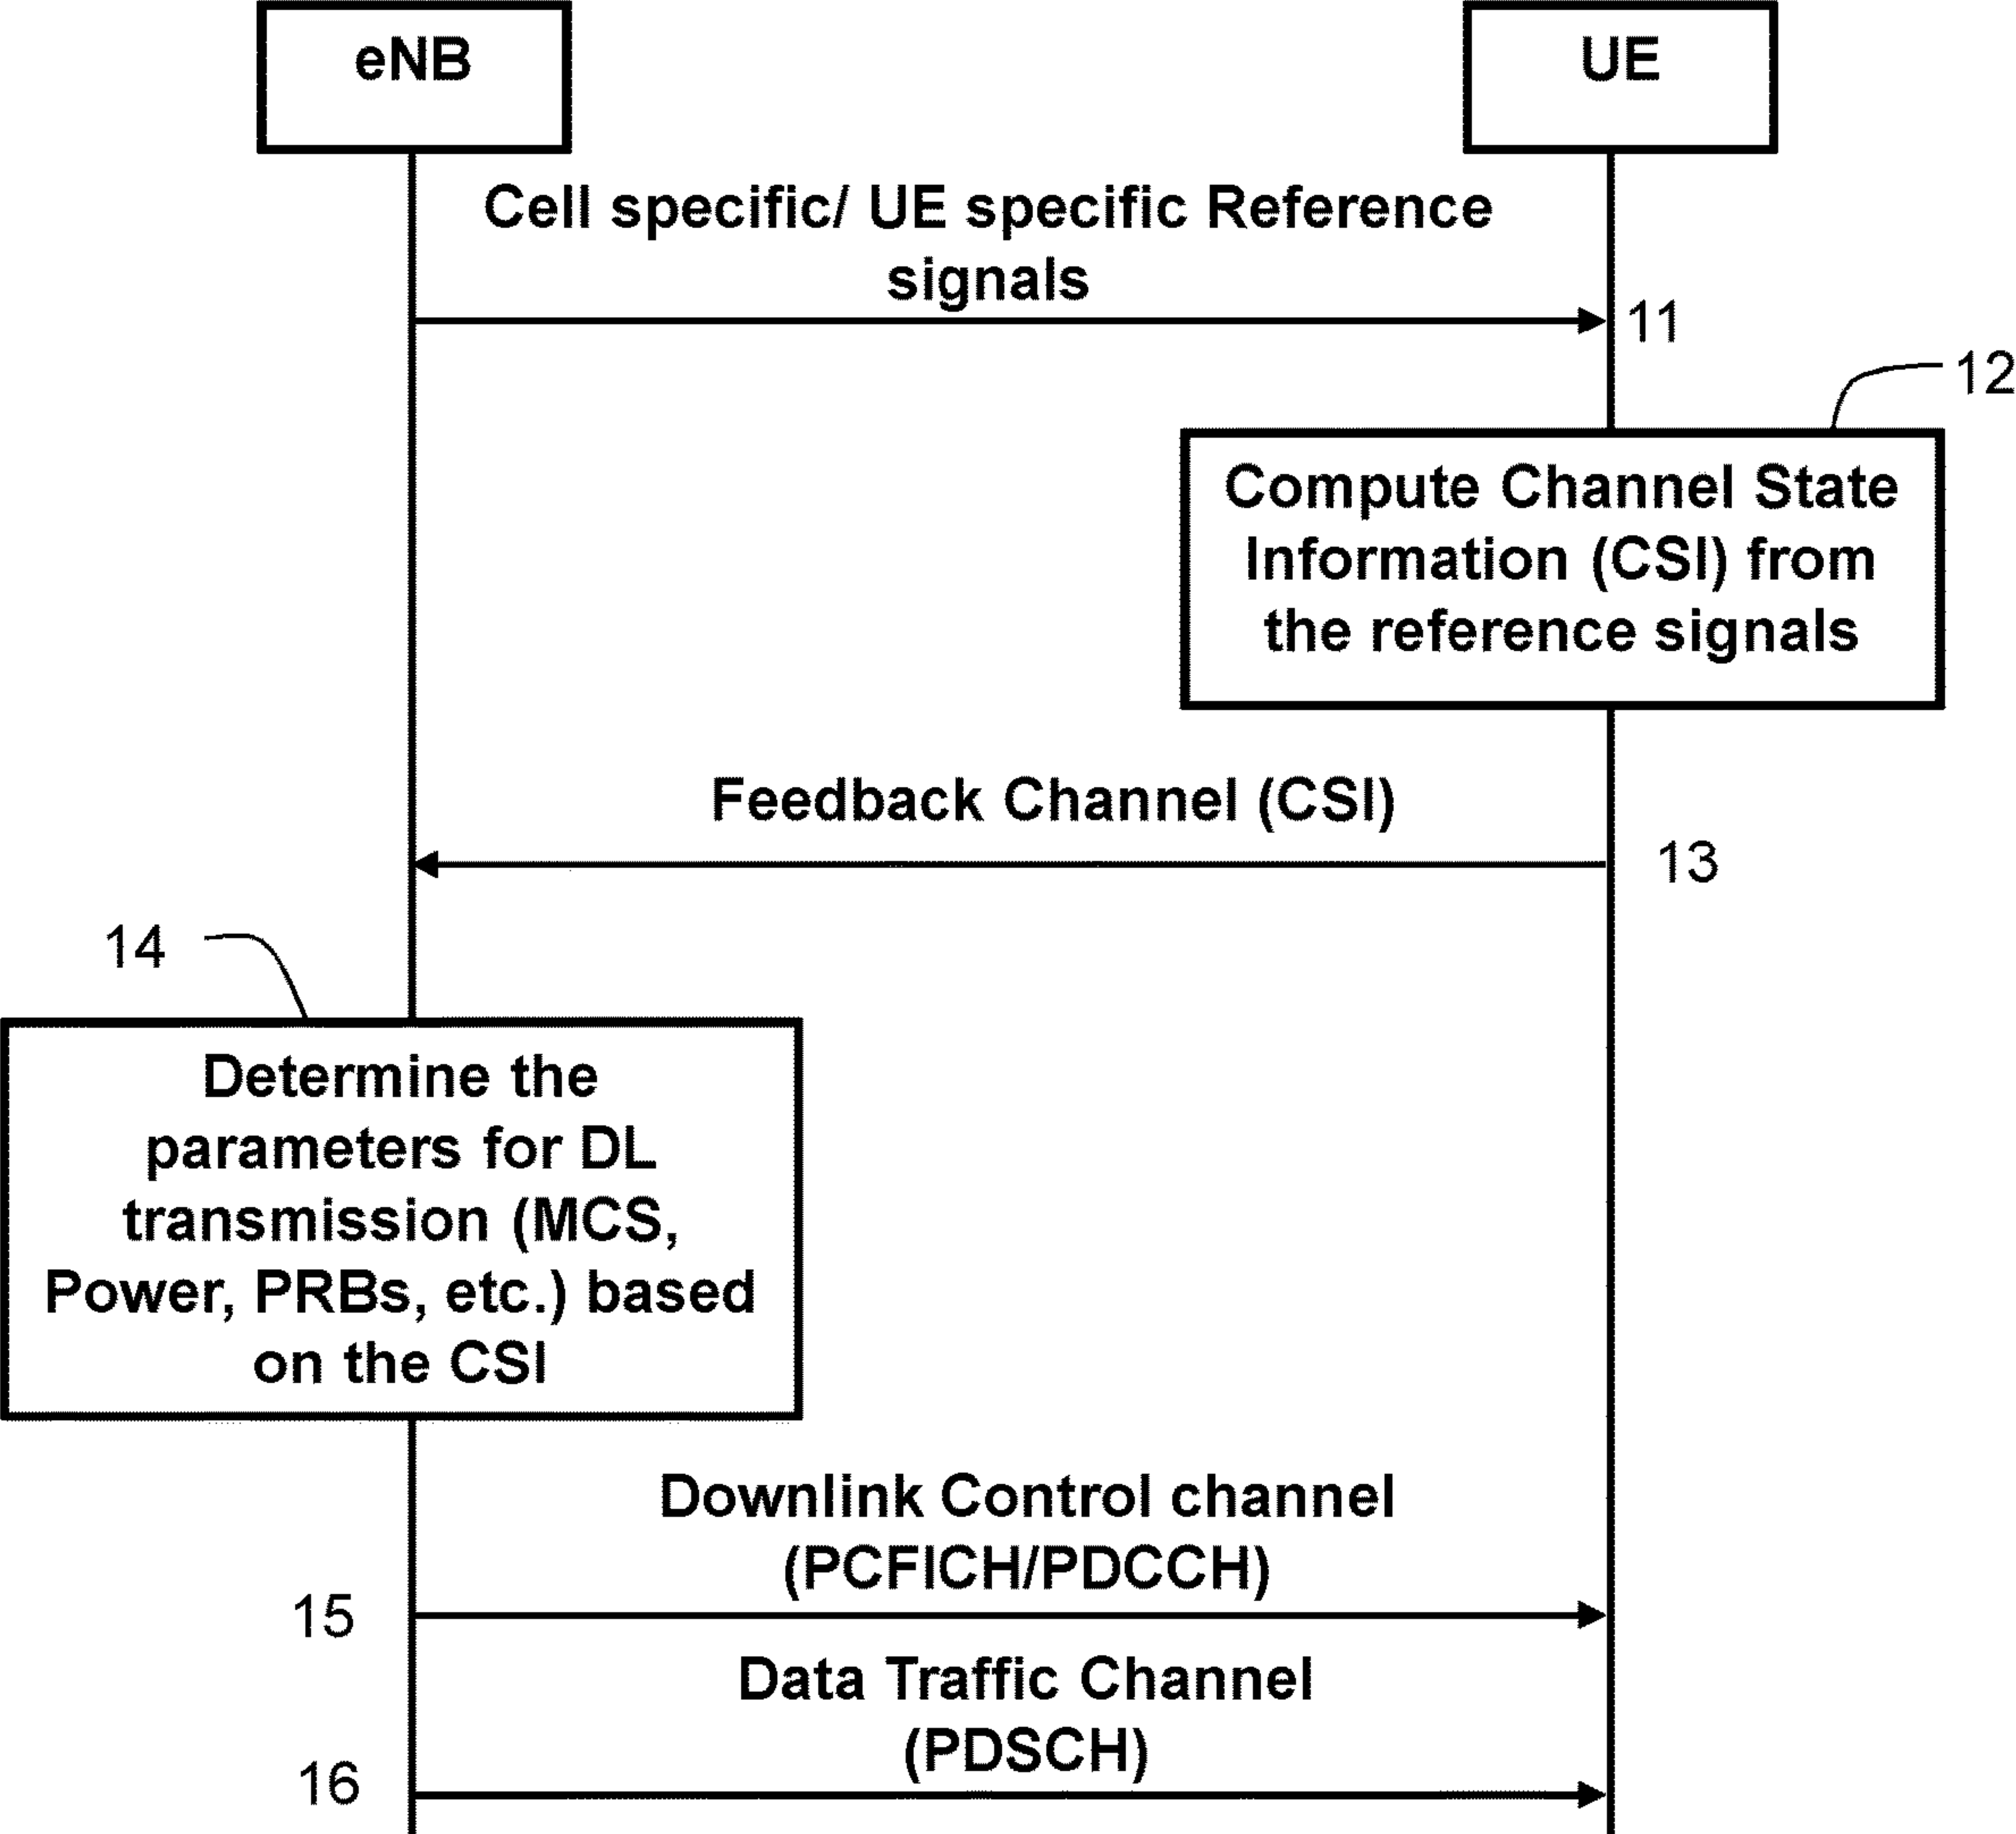 eNB
UE
Cell specific/ UE specific Reference
signals
11
12
Compute Channel State
Information (CSI) from
the reference signals
Feedback Channel (CSI)
13
14
Determine the
parameters for DL
transmission (MCS,
Power, PRBs, etc.) based
on the CSI
Downlink Control channel
(PCFICH/PDCCH)
15
Data Traffic Channel
(PDSCH)
16